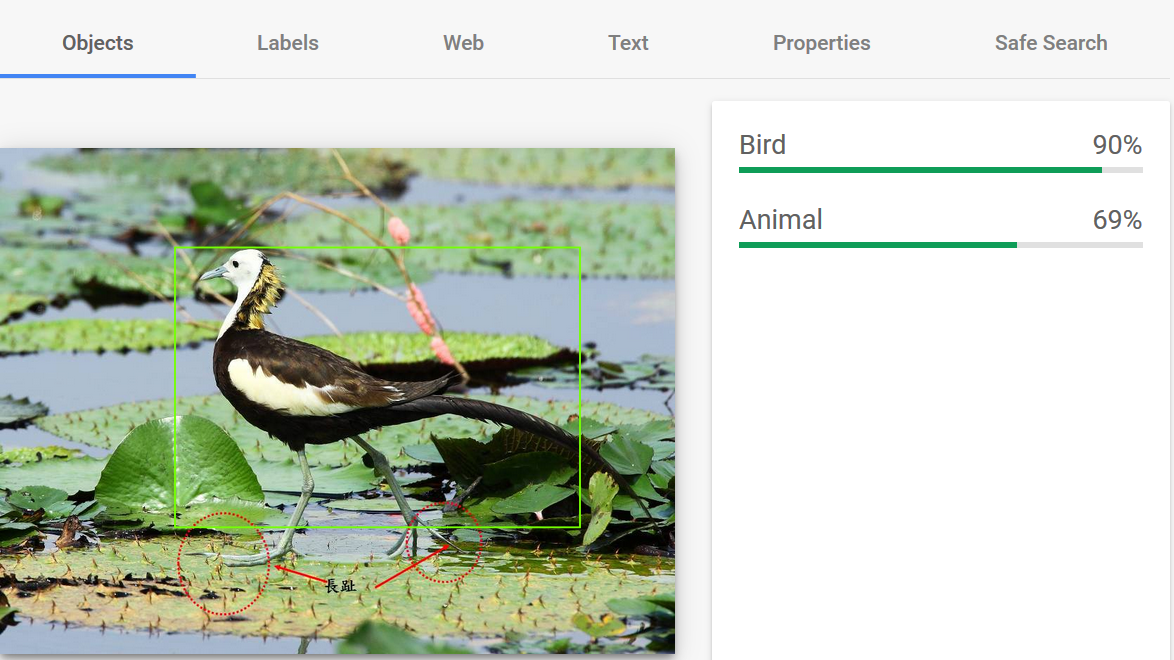 Objects
Labels
Web
Text
Properties
Safe Search
Bird
90%
Animal
69%
長趾